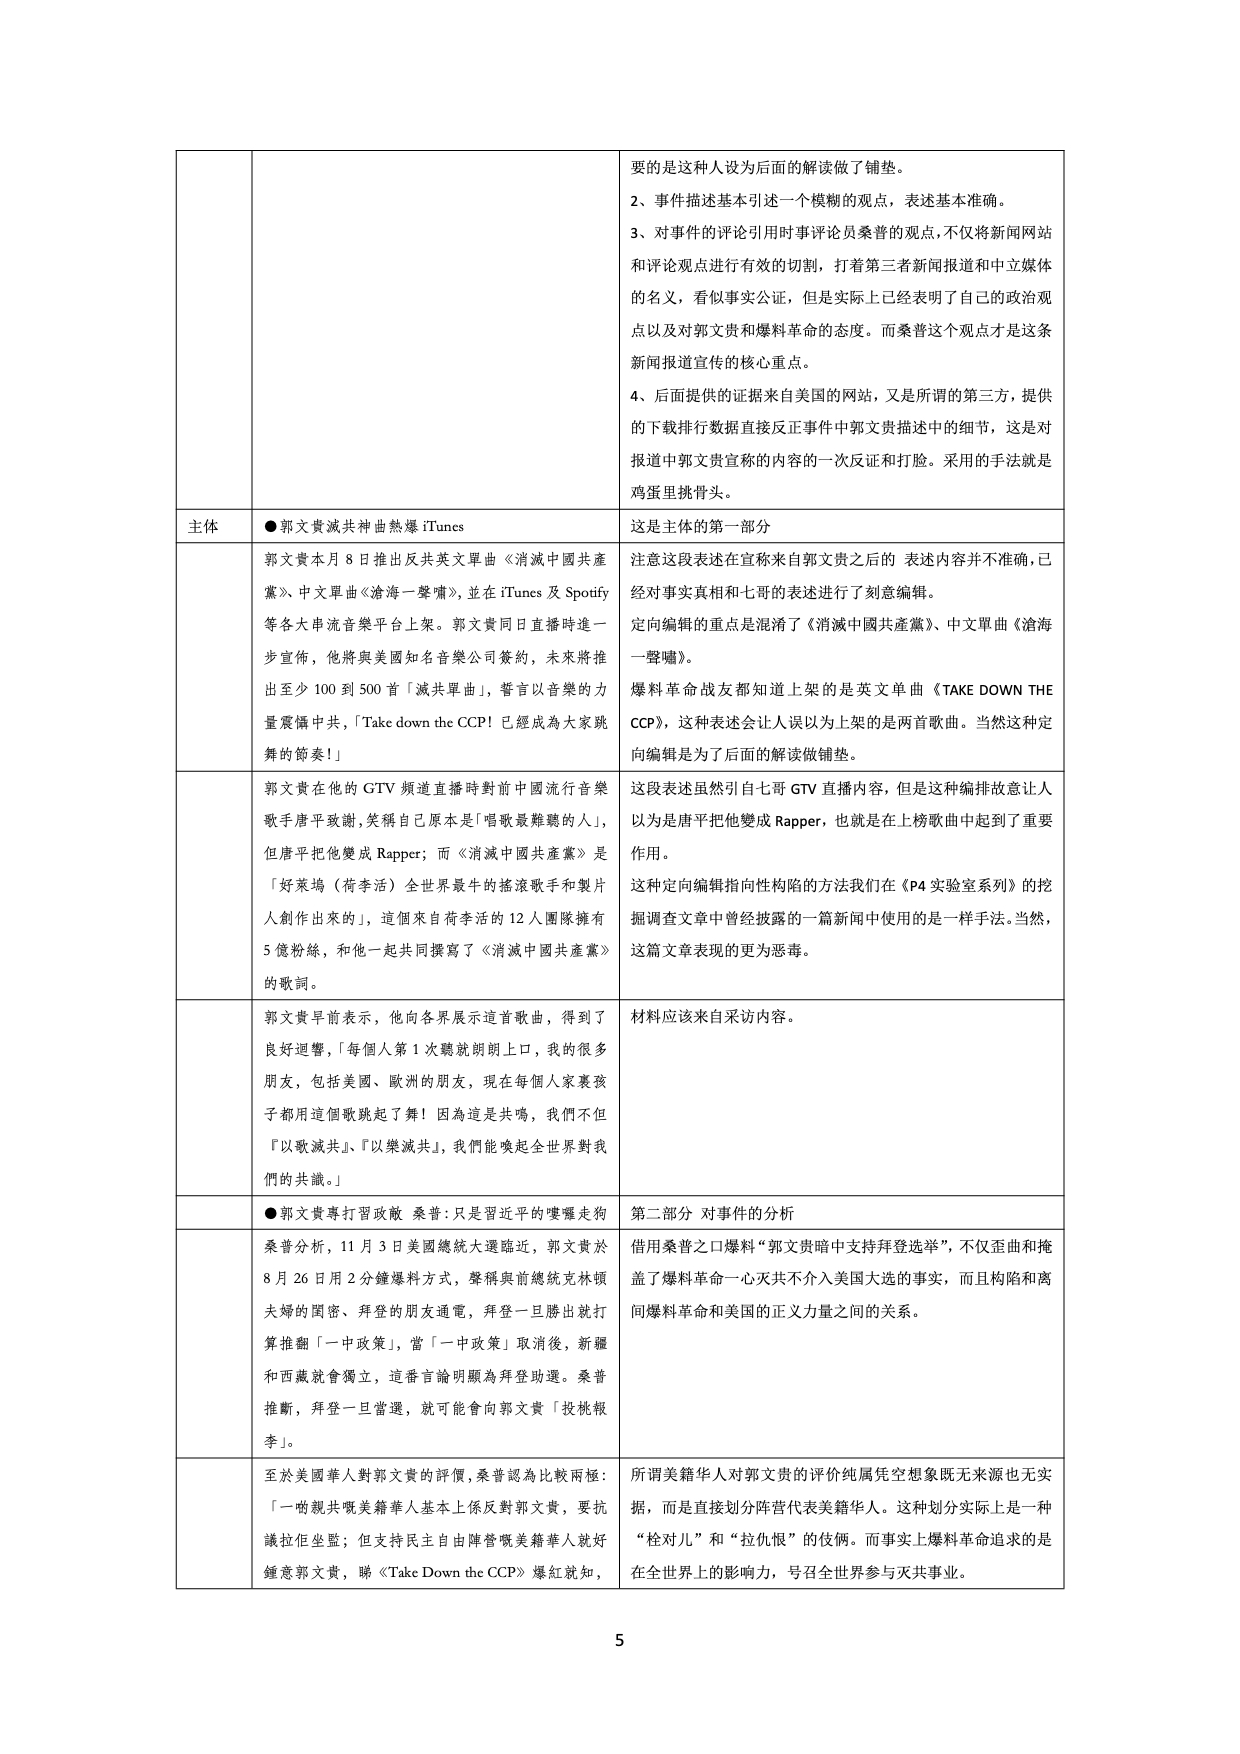 要的是这种人设为后面的解读做了铺垫。
2、事件描述基本引述一个模糊的观点，表述基本准确。
3、对事件的评论引用时事评论员桑普的观点，不仅将新闻网站
和评论观点进行有效的切割，打着第三者新闻报道和中立媒体
的名义，看似事实公证，但是实际上已经表明了自己的政治观
点以及对郭文贵和爆料革命的态度。而桑普这个观点才是这条
新闻报道宣传的核心重点。
4、后面提供的证据来自美国的网站，又是所谓的第三方，提供
的下载排行数据直接反正事件中郭文贵描述中的细节，这是对
报道中郭文贵宣称的内容的一次反证和打脸。采用的手法就是
鸡蛋里挑骨头。
主体
●郭文貴滅共神曲熱爆 iTunes
这是主体的第一部分
郭文貴本月 8 日推出反共英文單曲《消滅中國共產
黨》、中文單曲《滄海一聲嘯》，並在 iTunes 及 Spotify
等各大串流音樂平台上架。郭文貴同日直播時進一
步宣佈，他將與美國知名音樂公司簽約，未來將推
出至少 100 到 500 首「滅共單曲」，誓言以音樂的力
量震懾中共，「Take down the CCP！已經成為大家跳
舞的節奏！」
注意这段表述在宣称来自郭文贵之后的 表述内容并不准确，已
经对事实真相和七哥的表述进行了刻意编辑。
定向编辑的重点是混淆了《消滅中國共產黨》、中文單曲《滄海
一聲嘯》。
爆料革命战友都知道上架的是英文单曲《TAKE DOWN THE
CCP》，这种表述会让人误以为上架的是两首歌曲。当然这种定
向编辑是为了后面的解读做铺垫。
郭文貴在他的 GTV 頻道直播時對前中國流行音樂
歌手唐平致謝，笑稱自己原本是「唱歌最難聽的人」，
但唐平把他變成 Rapper；而《消滅中國共產黨》是
「好萊塢（荷李活）全世界最牛的搖滾歌手和製片
人創作出來的」，這個來自荷李活的 12 人團隊擁有
5 億粉絲，和他一起共同撰寫了《消滅中國共產黨》
的歌詞。
这段表述虽然引自七哥 GTV 直播内容，但是这种编排故意让人
以为是唐平把他變成 Rapper，也就是在上榜歌曲中起到了重要
作用。
这种定向编辑指向性构陷的方法我们在《P4 实验室系列》的挖
掘调查文章中曾经披露的一篇新闻中使用的是一样手法。当然，
这篇文章表现的更为恶毒。
郭文貴早前表示，他向各界展示這首歌曲，得到了
良好迴響，「每個人第 1 次聽就朗朗上口，我的很多
朋友，包括美國、歐洲的朋友，現在每個人家裏孩
子都用這個歌跳起了舞！因為這是共鳴，我們不但
『以歌滅共』、『以樂滅共』，我們能喚起全世界對我
們的共識。」
材料应该来自采访内容。
●郭文貴專打習政敵 桑普：只是習近平的嘍囉走狗
第二部分 对事件的分析
桑普分析，11 月 3 日美國總統大選臨近，郭文貴於
8 月 26 日用 2 分鐘爆料方式，聲稱與前總統克林頓
夫婦的閨密、拜登的朋友通電，拜登一旦勝出就打
算推翻「一中政策」，當「一中政策」取消後，新疆
和西藏就會獨立，這番言論明顯為拜登助選。桑普
推斷，拜登一旦當選，就可能會向郭文貴「投桃報
李」。
借用桑普之口爆料“郭文贵暗中支持拜登选举”，不仅歪曲和掩
盖了爆料革命一心灭共不介入美国大选的事实，而且构陷和离
间爆料革命和美国的正义力量之间的关系。
至於美國華人對郭文貴的評價，桑普認為比較兩極：
「一啲親共嘅美籍華人基本上係反對郭文貴，要抗
議拉佢坐監；但支持民主自由陣營嘅美籍華人就好
鍾意郭文貴，睇《Take Down the CCP》爆紅就知，
所谓美籍华人对郭文贵的评价纯属凭空想象既无来源也无实
据，而是直接划分阵营代表美籍华人。这种划分实际上是一种
“栓对儿”和“拉仇恨”的伎俩。而事实上爆料革命追求的是
在全世界上的影响力，号召全世界参与灭共事业。
5